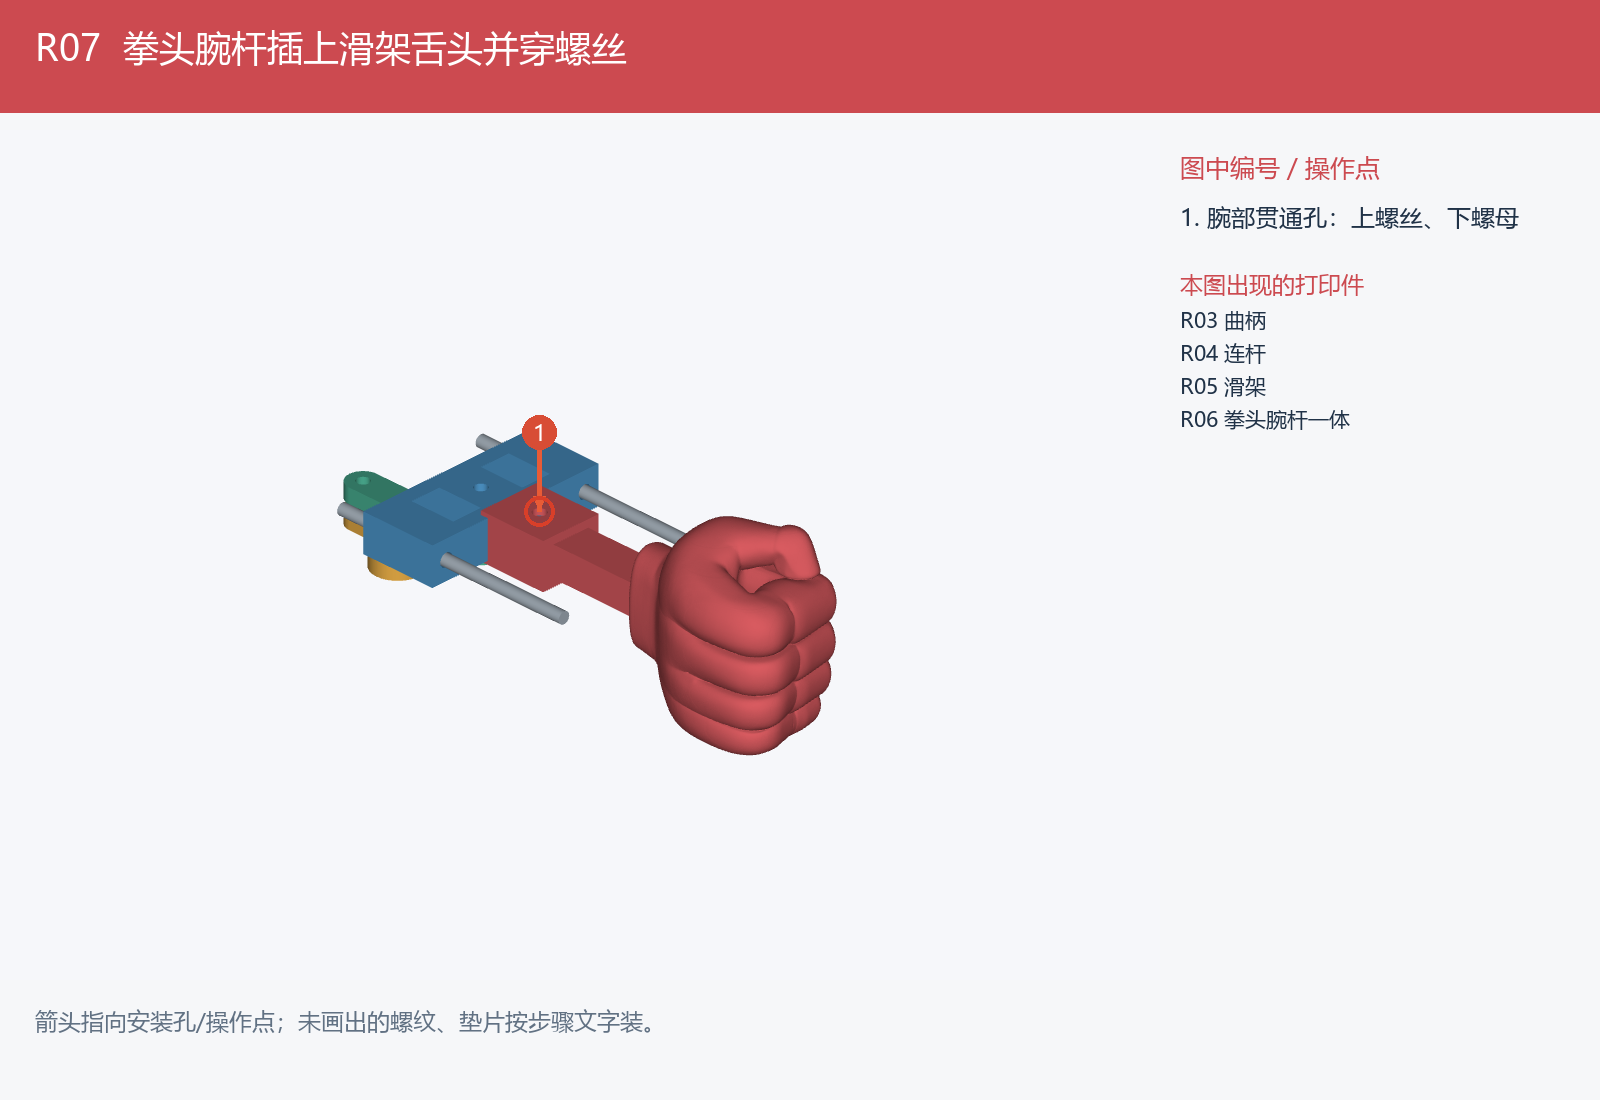 R07 拳头腕杆插上滑架舌头并穿螺丝
图中编号 / 操作点
1. 腕部贯通孔：上螺丝、下螺母
本图出现的打印件
R03 曲柄
R04 连杆
R05 滑架
R06 拳头腕杆一体
1
箭头指向安装孔/操作点；未画出的螺纹、垫片按步骤文字装。